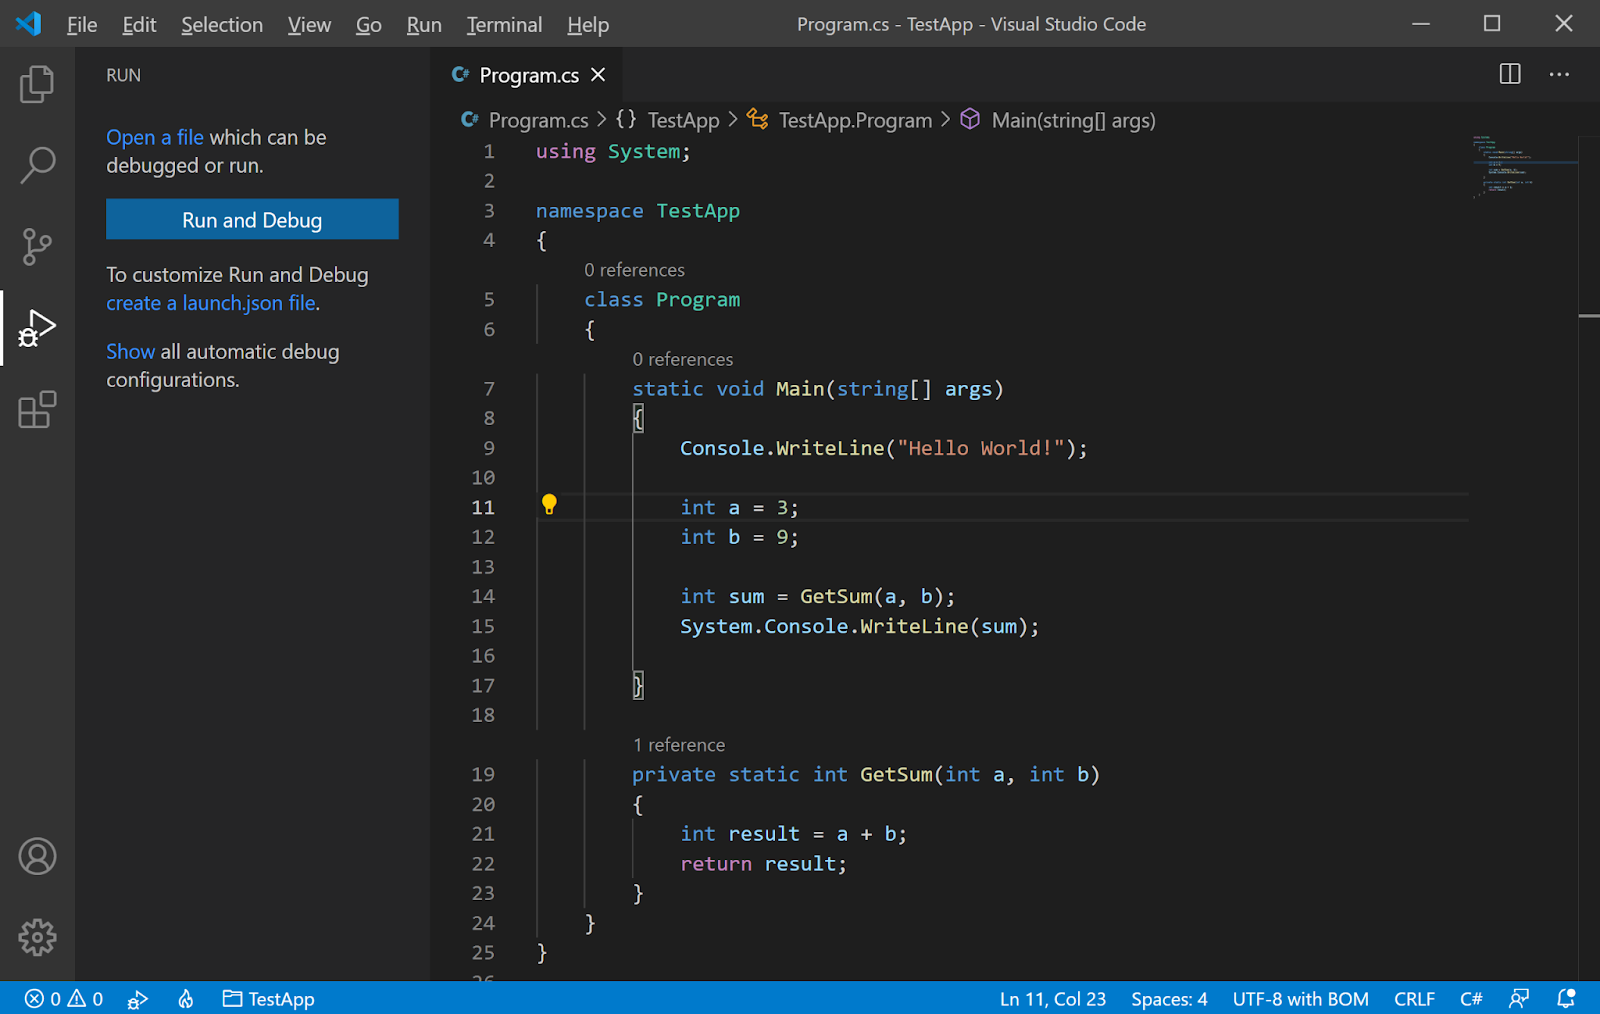 File Edit Selection View Go Run Terminal Help
Program.cs - TestApp - Visual Studio Code
RUN
Open a file which can be
debugged or run.
Run and Debug
To customize Run and Debug
create a launch.json file.
Show all automatic debug
configurations.
C# Program.cs
C# Program.cs > {} TestApp > TestApp.Program > Main(string[] args)
1 using System;
2
3 namespace TestApp
4 {
0 references
5 class Program
6 {
0 references
7 static void Main(string[] args)
8 {
9 Console.WriteLine("Hello World!");
10
11 int a = 3;
12 int b = 9;
13
14 int sum = GetSum(a, b);
15 System.Console.WriteLine(sum);
16
17 }
18
1 reference
19 private static int GetSum(int a, int b)
20 {
21 int result = a + b;
22 return result;
23 }
24 }
25 }
0 0 TestApp Ln 11, Col 23 Spaces: 4 UTF-8 with BOM CRLF C#